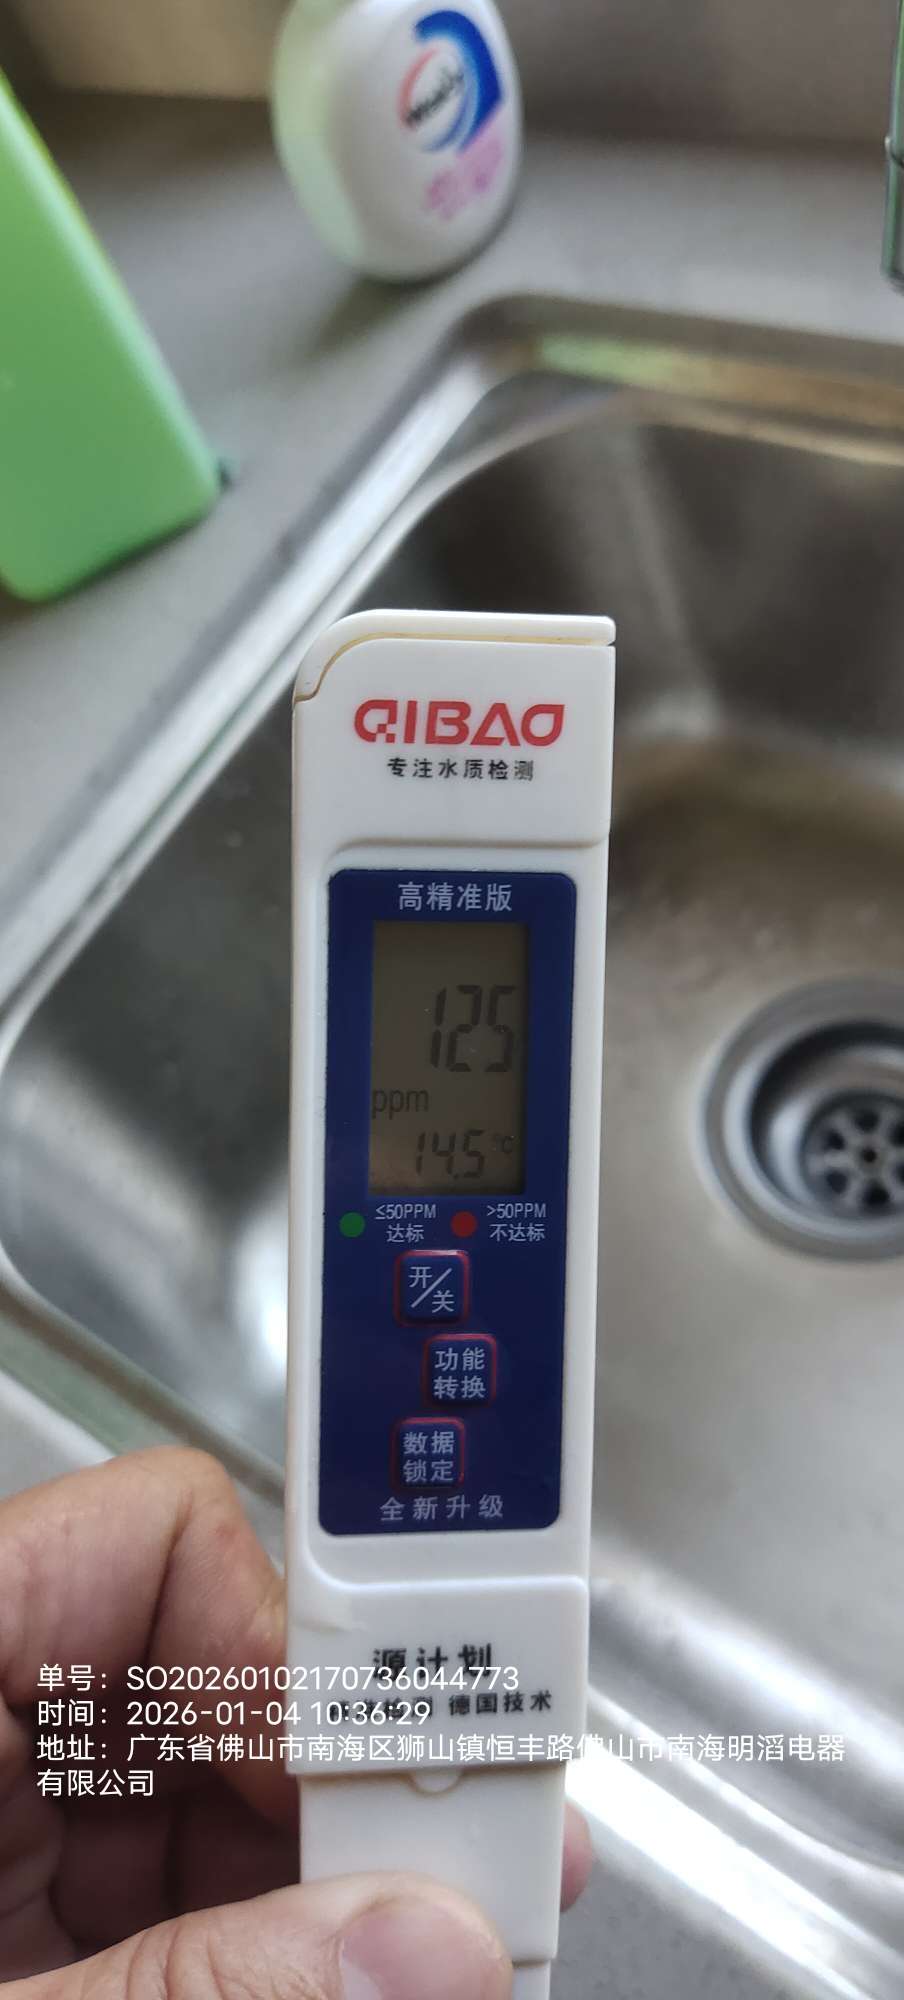 Walch
QIBAO
专注水质检测
高精准版
125
ppm
14.5 °C
≤50PPM
达标
>50PPM
不达标
开/关
功能
转换
数据
锁定
全新升级
源计划
德国技术
单号：SO20260102170736044773
时间：2026-01-04 10:36:29
地址：广东省佛山市南海区狮山镇恒丰路佛山市南海明滔电器
有限公司